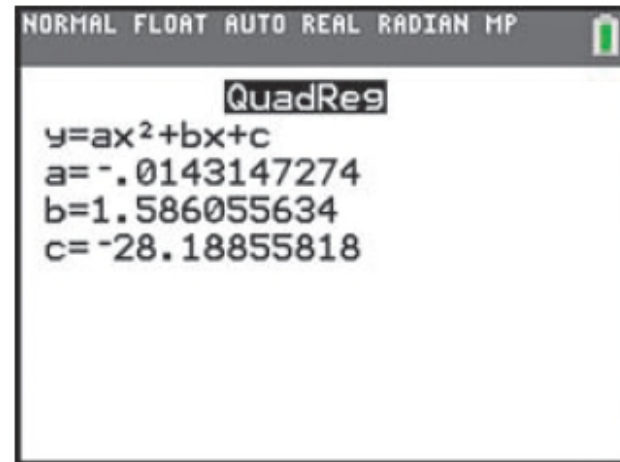 NORMAL FLOAT AUTO REAL RADIAN MP
QuadReg
y=ax²+bx+c
a=⁻.0143147274
b=1.586055634
c=⁻28.18855818